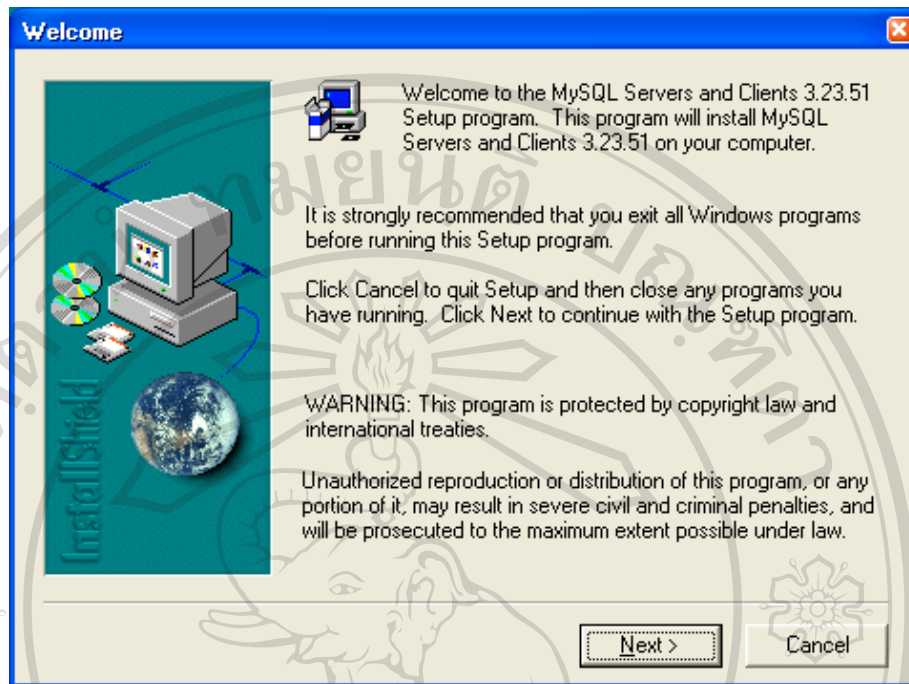 Welcome
Welcome to the MySQL Servers and Clients 3.23.51
Setup program.  This program will install MySQL
Servers and Clients 3.23.51 on your computer.
It is strongly recommended that you exit all Windows programs
before running this Setup program.
Click Cancel to quit Setup and then close any programs you
have running.  Click Next to continue with the Setup program.
WARNING: This program is protected by copyright law and
international treaties.
Unauthorized reproduction or distribution of this program, or any
portion of it, may result in severe civil and criminal penalties, and
will be prosecuted to the maximum extent possible under law.
InstallShield
Next >
Cancel